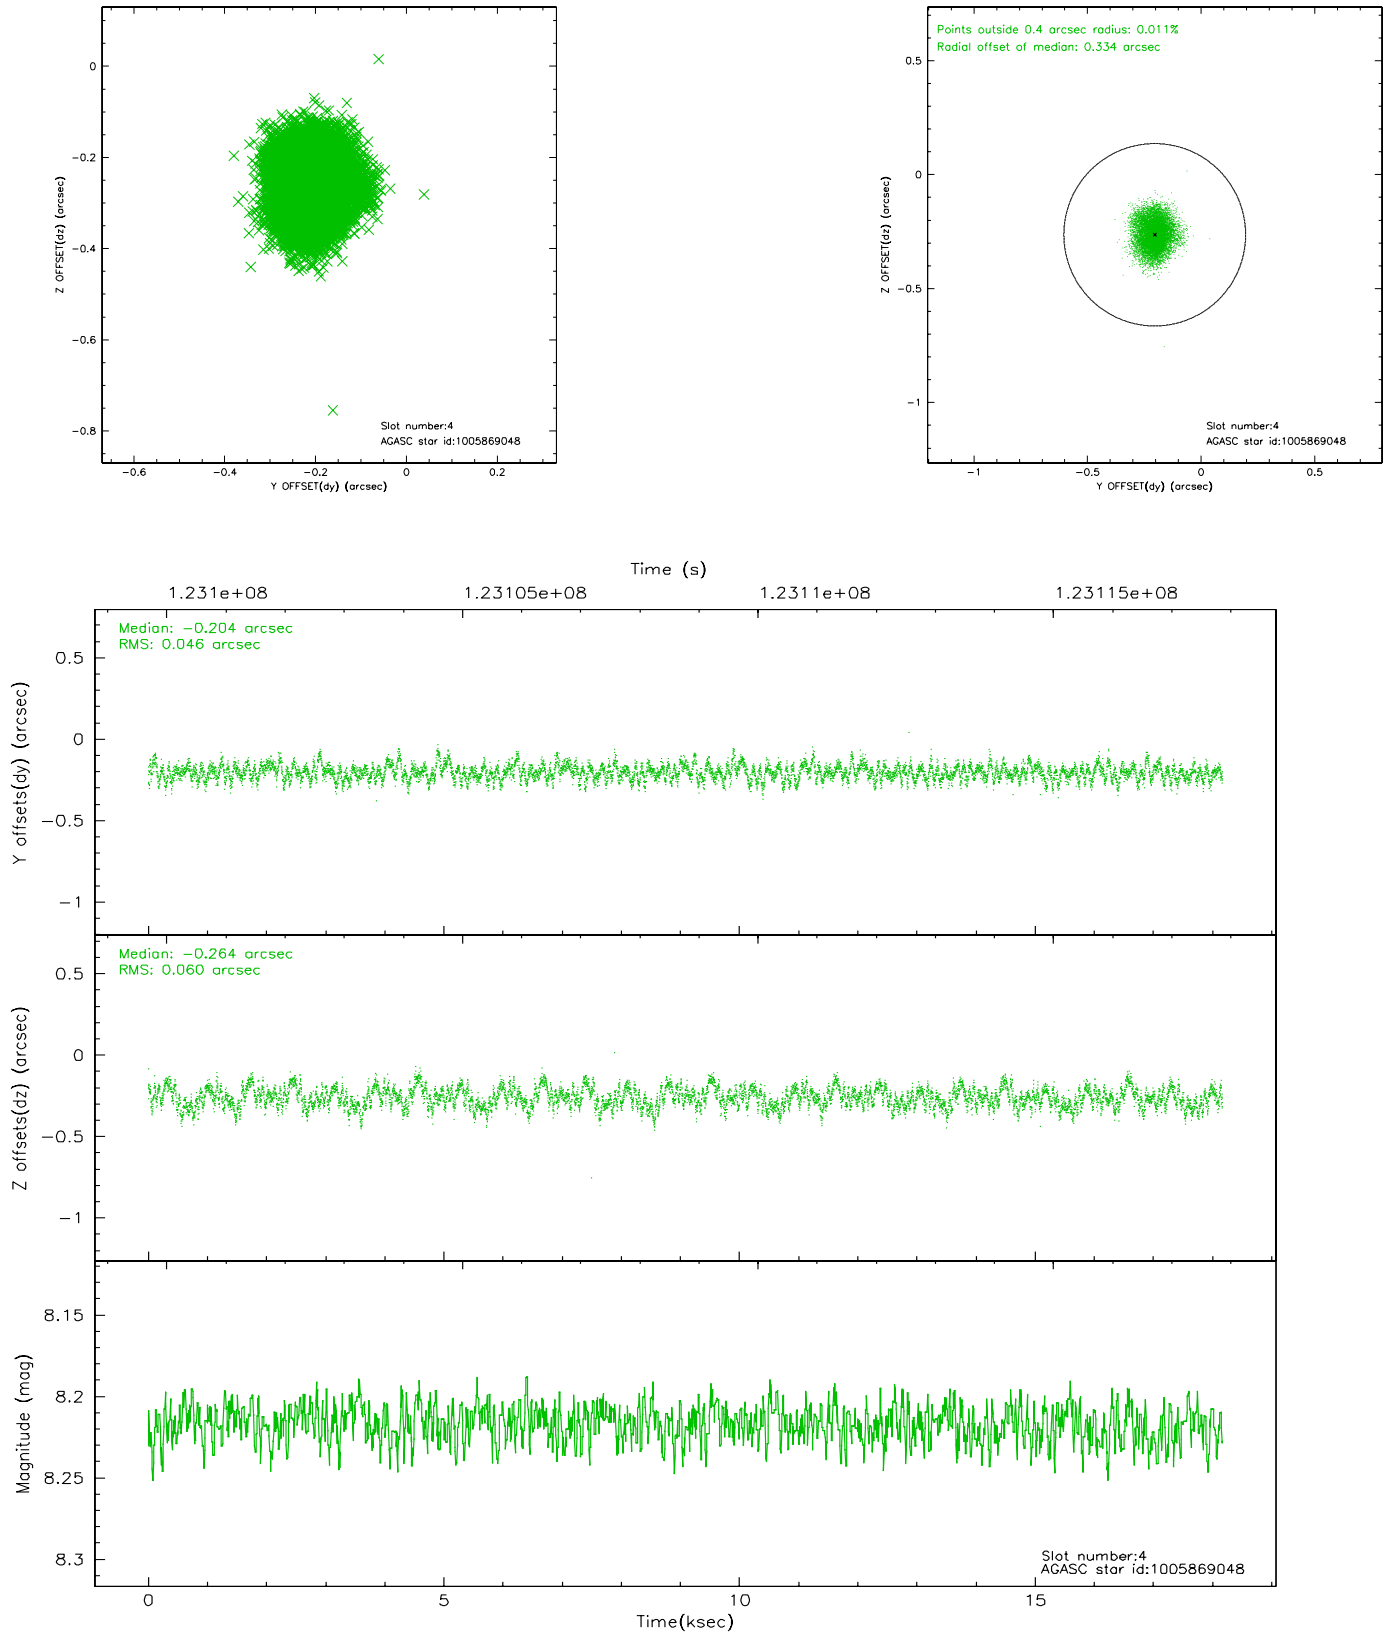 0
−0.2
−0.4
−0.6
−0.8
Z OFFSET(dz) (arcsec)
Slot number:4
AGASC star id:1005869048
−0.6
−0.4
−0.2
0
0.2
Y OFFSET(dy) (arcsec)
Points outside 0.4 arcsec radius: 0.011%
Radial offset of median: 0.334 arcsec
0.5
0
−0.5
−1
Z OFFSET(dz) (arcsec)
Slot number:4
AGASC star id:1005869048
−1
−0.5
0
0.5
Y OFFSET(dy) (arcsec)
Time (s)
1.231e+08
1.23105e+08
1.2311e+08
1.23115e+08
Median: −0.204 arcsec
RMS: 0.046 arcsec
0.5
0
−0.5
−1
Y offsets(dy) (arcsec)
Median: −0.264 arcsec
RMS: 0.060 arcsec
0.5
0
−0.5
−1
Z offsets(dz) (arcsec)
8.15
8.2
8.25
8.3
Magnitude (mag)
Slot number:4
AGASC star id:1005869048
0
5
10
15
Time(ksec)